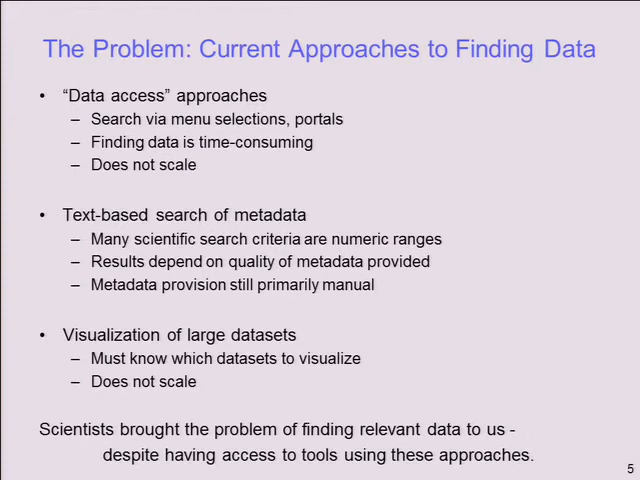 The Problem: Current Approaches to Finding Data
• “Data access” approaches
– Search via menu selections, portals
– Finding data is time-consuming
– Does not scale
• Text-based search of metadata
– Many scientific search criteria are numeric ranges
– Results depend on quality of metadata provided
– Metadata provision still primarily manual
• Visualization of large datasets
– Must know which datasets to visualize
– Does not scale
Scientists brought the problem of finding relevant data to us -
despite having access to tools using these approaches.
5